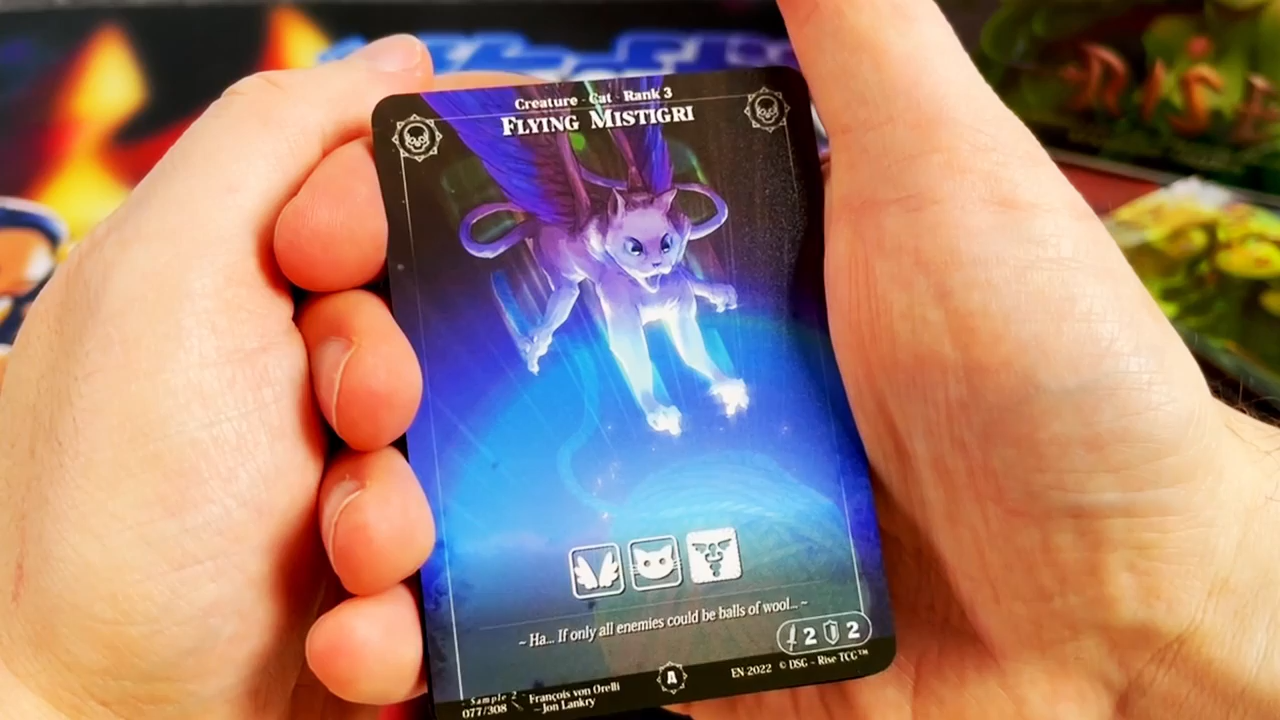 RISE
Creature - Cat - Rank 3
FLYING MISTIGRI
~ Ha... If only all enemies could be balls of wool... ~
2 2
A
EN-2022 © DSG - Rise TCG™
Sample 2 - François von Orelli
077/308 - Jon Lankry